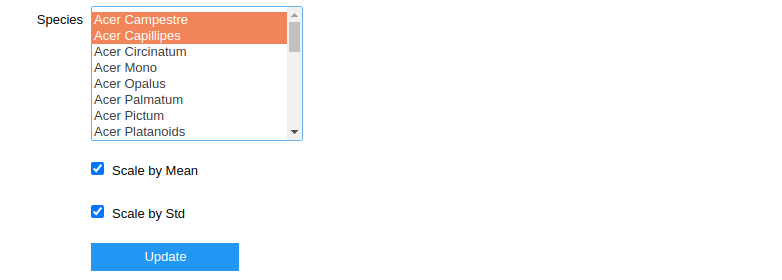 Species
Acer Campestre
Acer Capillipes
Acer Circinatum
Acer Mono
Acer Opalus
Acer Palmatum
Acer Pictum
Acer Platanoids
Scale by Mean
Scale by Std
Update